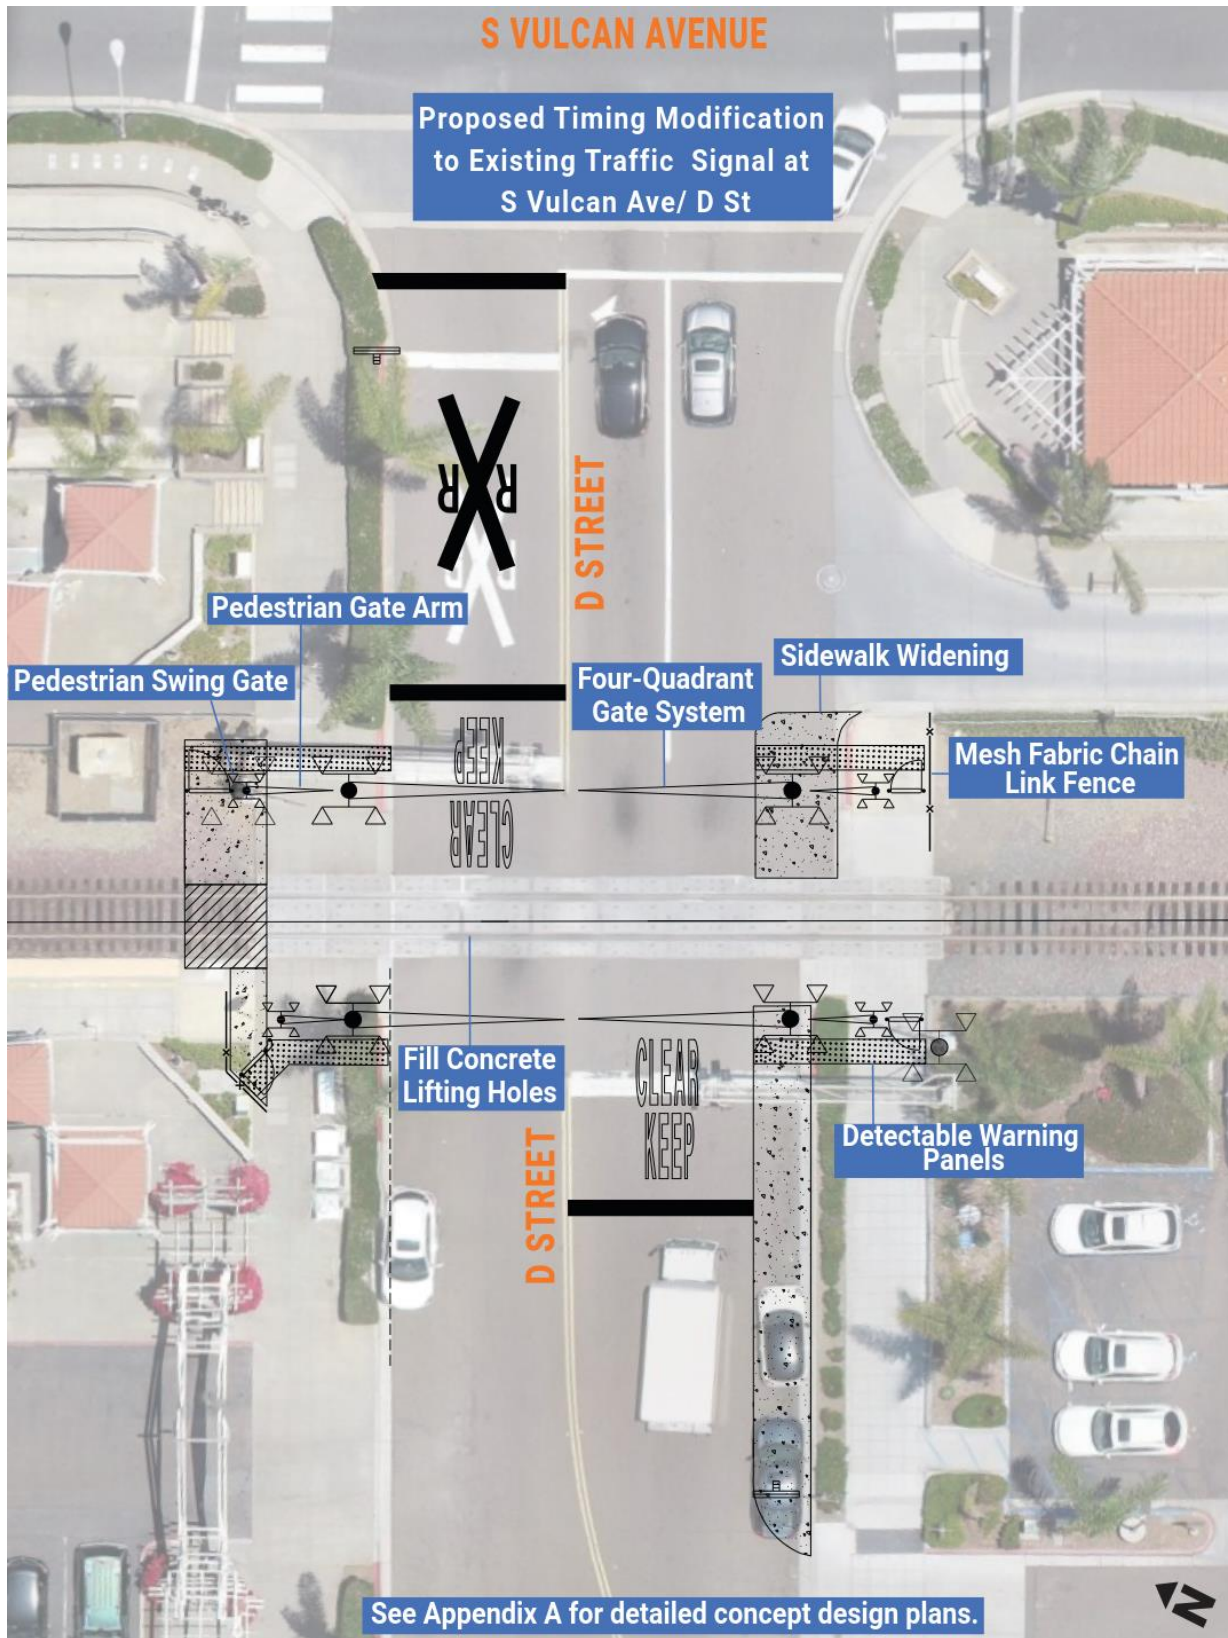 S VULCAN AVENUE
Proposed Timing Modification
to Existing Traffic Signal at
S Vulcan Ave/ D St
R R
D STREET
R R
Pedestrian Gate Arm
Sidewalk Widening
Pedestrian Swing Gate
Four-Quadrant
Gate System
KEEP
CLEAR
Mesh Fabric Chain
Link Fence
Fill Concrete
Lifting Holes
CLEAR
KEEP
Detectable Warning
Panels
D STREET
See Appendix A for detailed concept design plans.
N